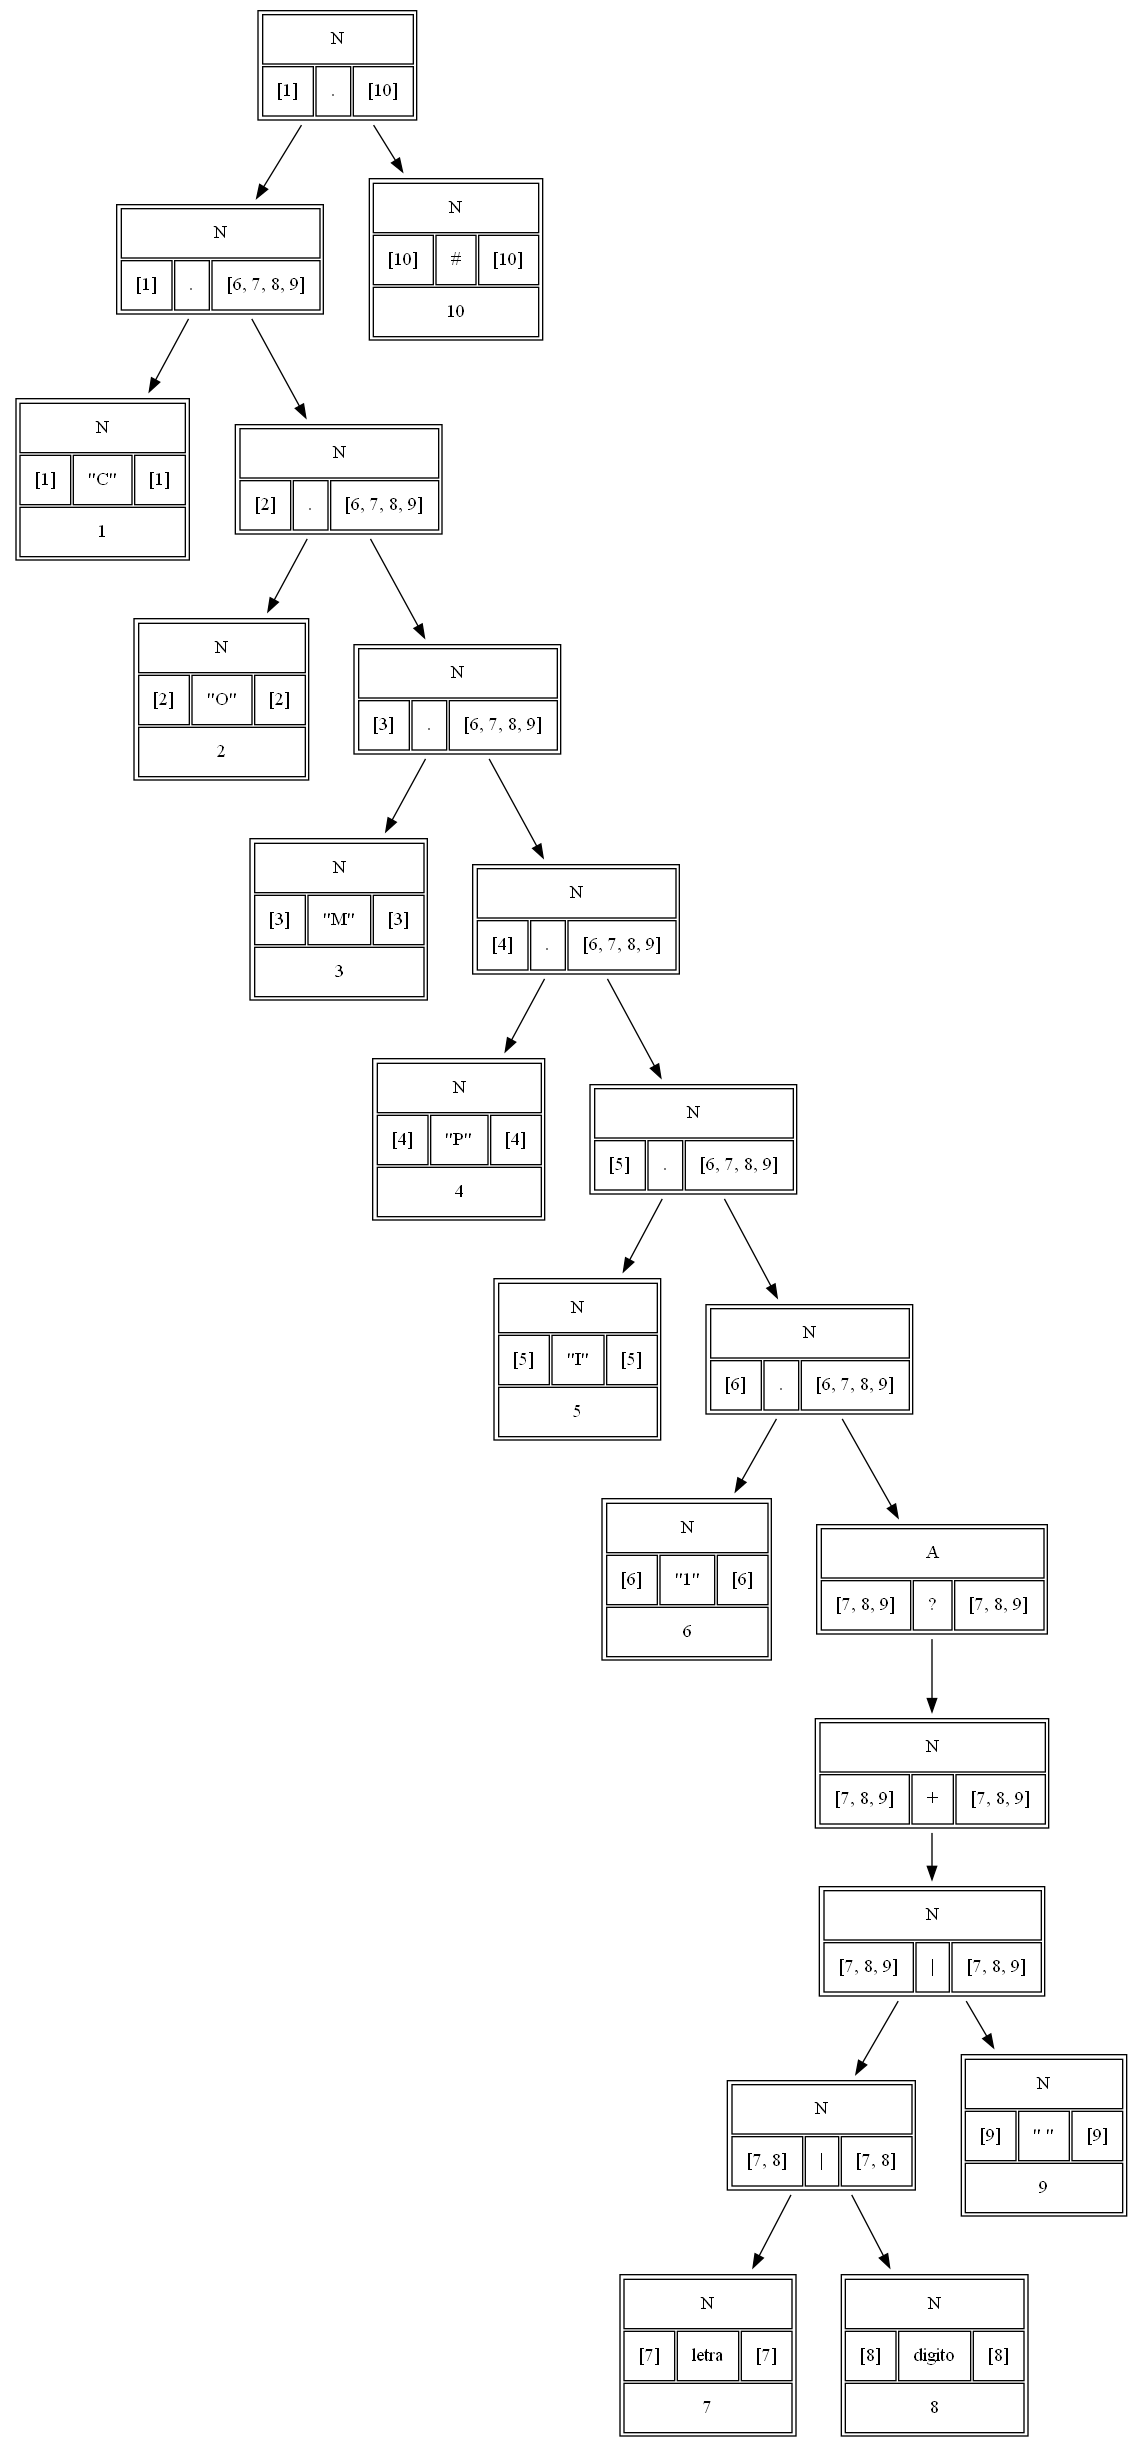 N
[1] . [10]
N
[10] # [10]
10
N
[1] . [6, 7, 8, 9]
N
[1] "C" [1]
1
N
[2] . [6, 7, 8, 9]
N
[2] "O" [2]
2
N
[3] . [6, 7, 8, 9]
N
[3] "M" [3]
3
N
[4] . [6, 7, 8, 9]
N
[4] "P" [4]
4
N
[5] . [6, 7, 8, 9]
N
[5] "I" [5]
5
N
[6] . [6, 7, 8, 9]
N
[6] "1" [6]
6
A
[7, 8, 9] ? [7, 8, 9]
N
[7, 8, 9] + [7, 8, 9]
N
[7, 8, 9] | [7, 8, 9]
N
[7, 8] | [7, 8]
N
[9] " " [9]
9
N
[7] letra [7]
7
N
[8] digito [8]
8